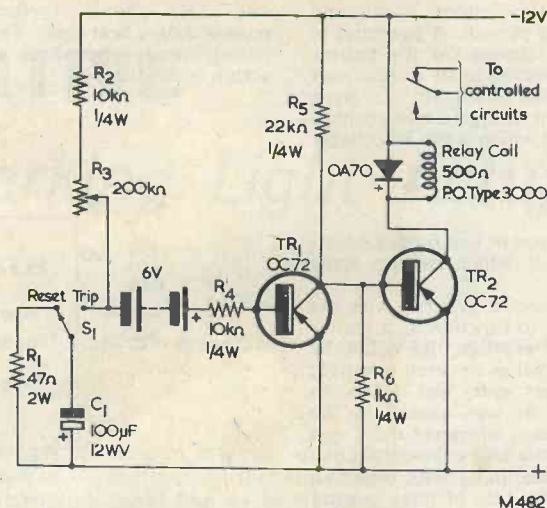 −12V
R2
10kΩ
1/4W
R3
200kΩ
R5
22kΩ
1/4W
To
controlled
circuits
OA70
+
Relay Coil
500Ω
P.O. Type 3000
6V
+
R4
10kΩ
1/4W
TR1
OC72
TR2
OC72
Reset Trip
S1
R1
47Ω
2W
C1
100µF
12WV
+
R6
1kΩ
1/4W
+
M482